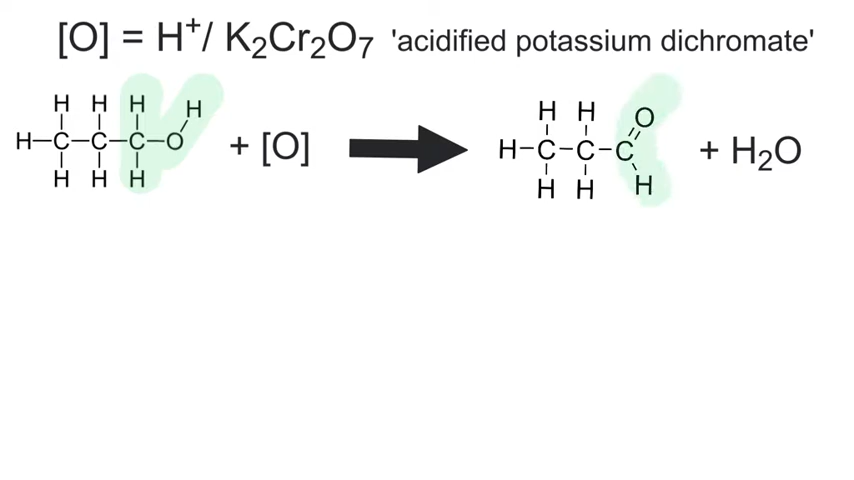 [O] = H⁺/ K₂Cr₂O₇ 'acidified potassium dichromate'
H H H H H H O
H–C–C–C–O + [O] H–C–C–C + H₂O
H H H H H H